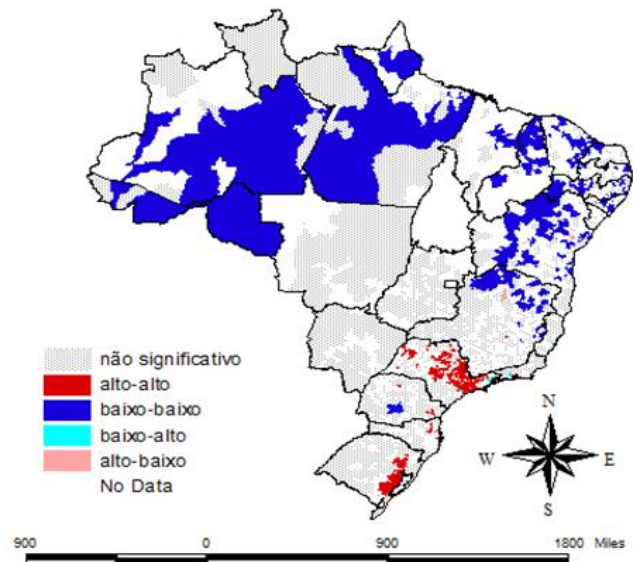 não significativo
alto-alto
baixo-baixo
baixo-alto
alto-baixo
No Data
N
W E
S
900 0 900 1800 Miles